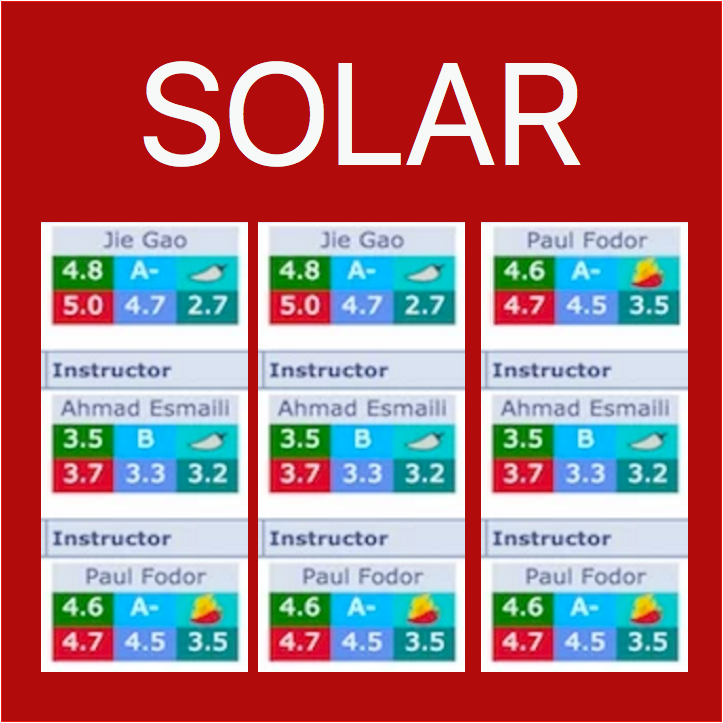 SOLAR
Jie Gao Jie Gao Paul Fodor
4.8 A- 4.8 A- 4.6 A-
5.0 4.7 2.7 5.0 4.7 2.7 4.7 4.5 3.5
Instructor Instructor Instructor
Ahmad Esmaili Ahmad Esmaili Ahmad Esmaili
3.5 B 3.5 B 3.5 B
3.7 3.3 3.2 3.7 3.3 3.2 3.7 3.3 3.2
Instructor Instructor Instructor
Paul Fodor Paul Fodor Paul Fodor
4.6 A- 4.6 A- 4.6 A-
4.7 4.5 3.5 4.7 4.5 3.5 4.7 4.5 3.5